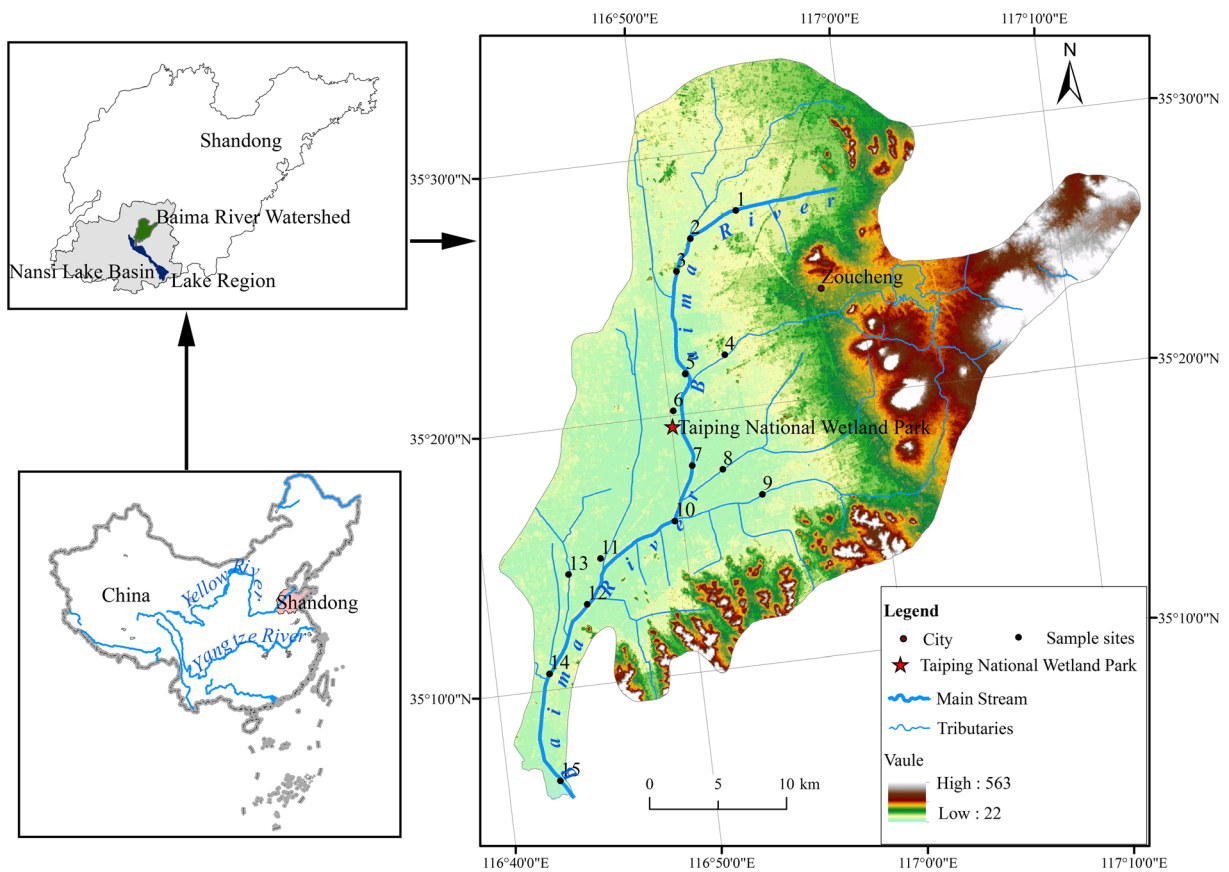 116°50'0"E
117°0'0"E
117°10'0"E
N
35°30'0"N
35°30'0"N
Shandong
Baima River Watershed
Nansi Lake Basin
Lake Region
1
2
River
3
Baima
Zoucheng
4
5
35°20'0"N
6
35°20'0"N
Taiping National Wetland Park
7
8
9
10
11
13
River
12
14
Baima
15
China
Yellow River
Shandong
Yangtze River
35°10'0"N
35°10'0"N
Legend
City
Sample sites
Taiping National Wetland Park
Main Stream
Tributaries
Vaule
High : 563
Low : 22
0
5
10 km
116°40'0"E
116°50'0"E
117°0'0"E
117°10'0"E